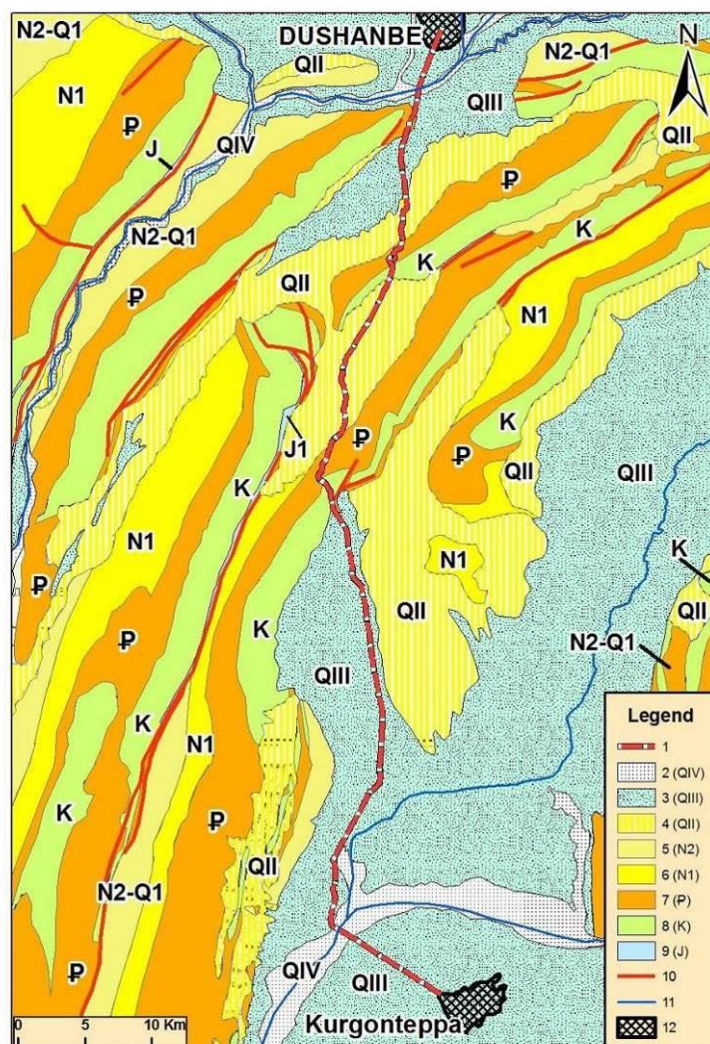 N2-Q1
DUSHANBE
QII
N2-Q1
N
N1
QIII
₽
QII
J
QIV
₽
N2-Q1
K
K
₽
QII
N1
K
J1
₽
₽
QII
QIII
K
N1
N1
K
₽
QII
K
QII
₽
K
QIII
N2-Q1
K
N1
K
₽
QII
N2-Q1
QIV
QIII
₽
Kurgonteppa
0 5 10 Km
Legend
1
2 (QIV)
3 (QIII)
4 (QII)
5 (N2)
6 (N1)
7 (₽)
8 (K)
9 (J)
10
11
12